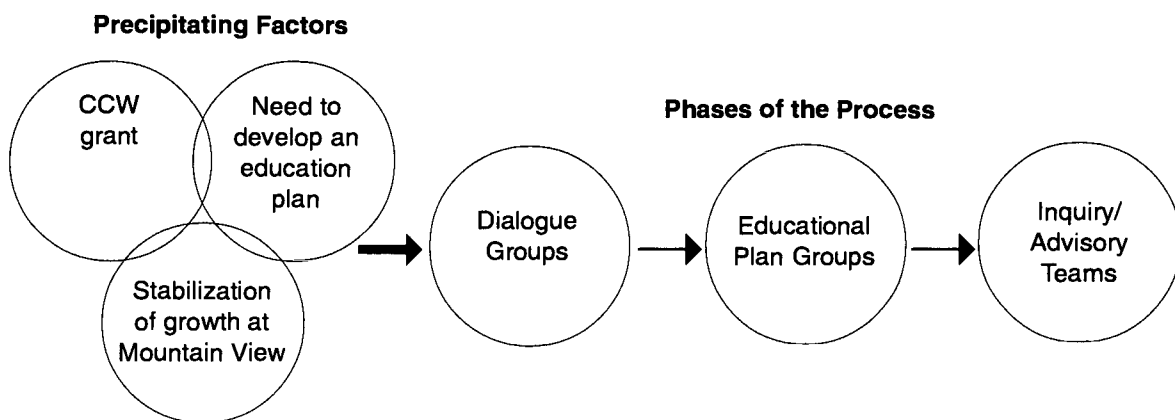 Precipitating Factors
CCW
grant
Need to
develop an
education
plan
Stabilization
of growth at
Mountain View
Phases of the Process
Dialogue
Groups
Educational
Plan Groups
Inquiry/
Advisory
Teams